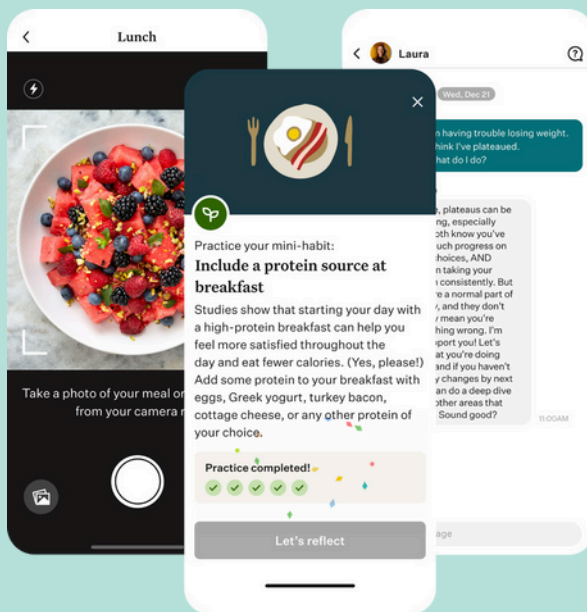 Lunch
Take a photo of your meal or
from your camera
Practice your mini-habit:
Include a protein source at
breakfast
Studies show that starting your day with
a high-protein breakfast can help you
feel more satisfied throughout the
day and eat fewer calories. (Yes, please!)
Add some protein to your breakfast with
eggs, Greek yogurt, turkey bacon,
cottage cheese, or any other protein of
your choice.
Practice completed!
Let's reflect
Laura
Wed, Dec 21
having trouble losing weight.
think I've plateaued.
hat do I do?
plateaus can be
especially
oth know you've
uch progress on
hoices, AND
taking your
consistently. But
a normal part of
and they don't
mean you're
hing wrong. I'm
port you! Let's
at you're doing
and if you haven't
changes by next
an do a deep dive
other areas that
Sound good?
11:00AM